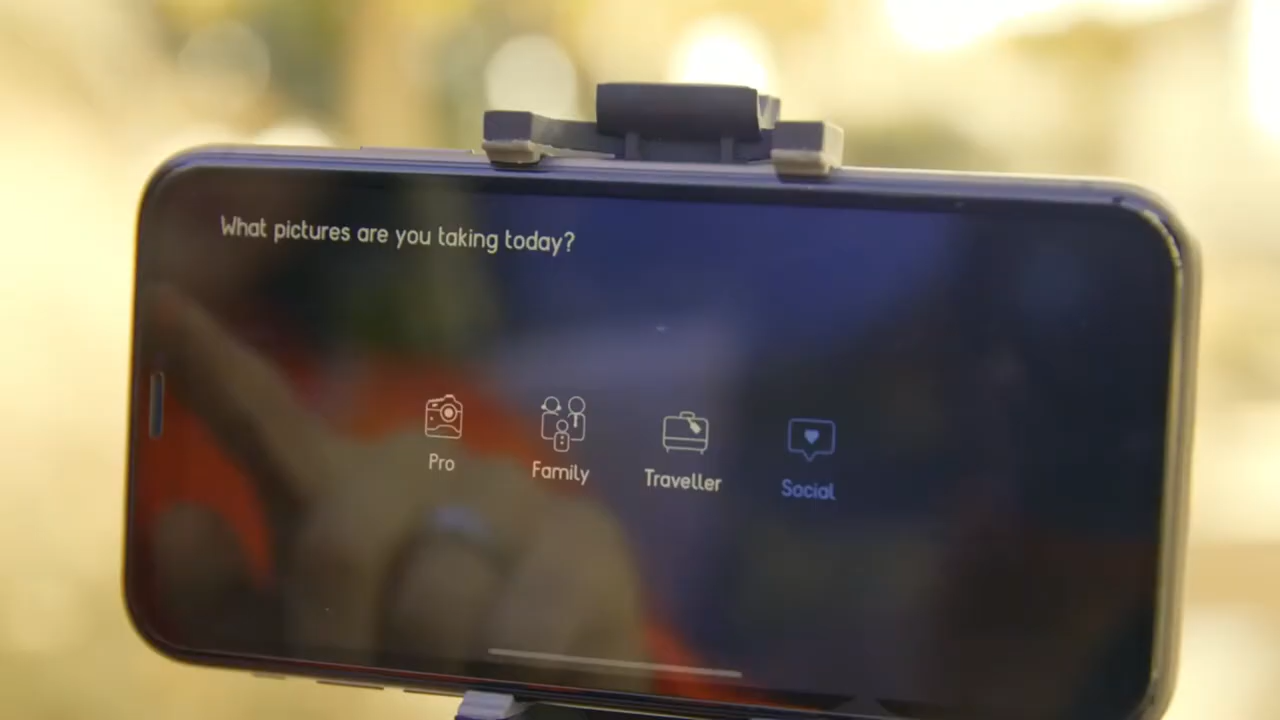 What pictures are you taking today?
Pro
Family
Traveller
Social